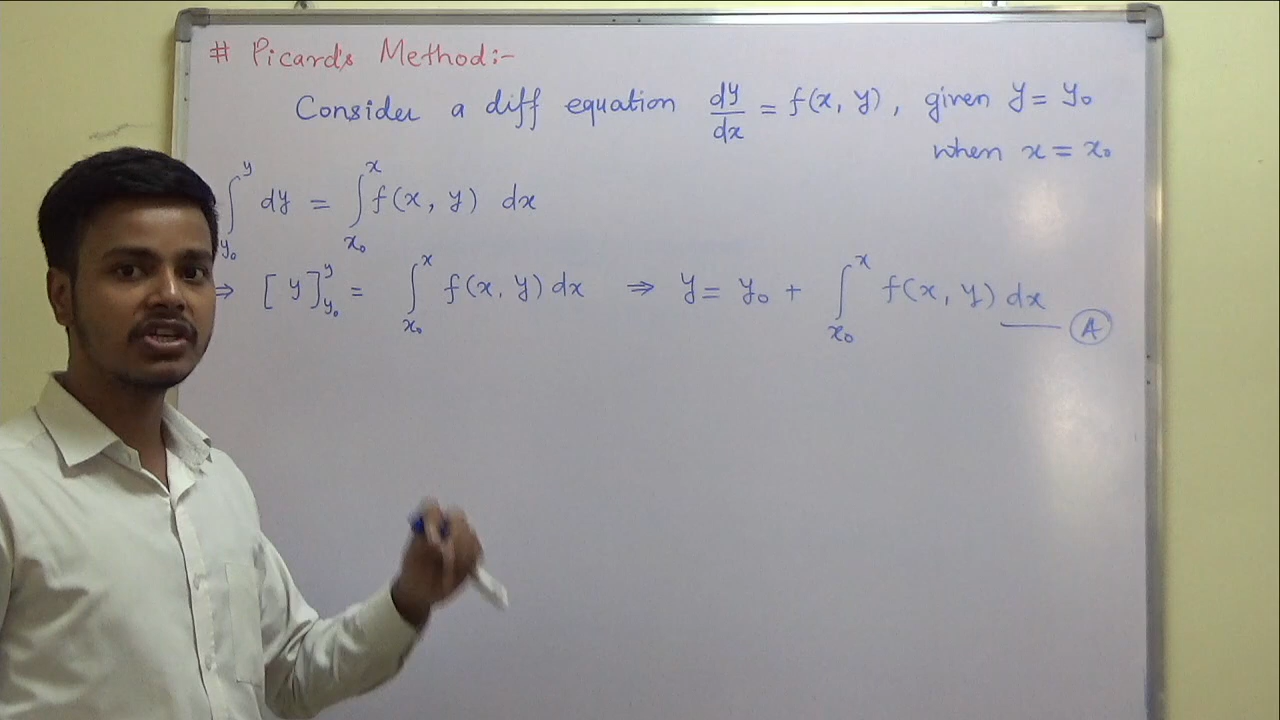 # Picard's Method:-
Consider a diff equation dy/dx = f(x, y), given y = y₀
when x = x₀
∫_{y₀}^{y} dy = ∫_{x₀}^{x} f(x, y) dx
⇒ [y]_{y₀}^{y} = ∫_{x₀}^{x} f(x, y) dx ⇒ y = y₀ + ∫_{x₀}^{x} f(x, y) dx — Ⓐ